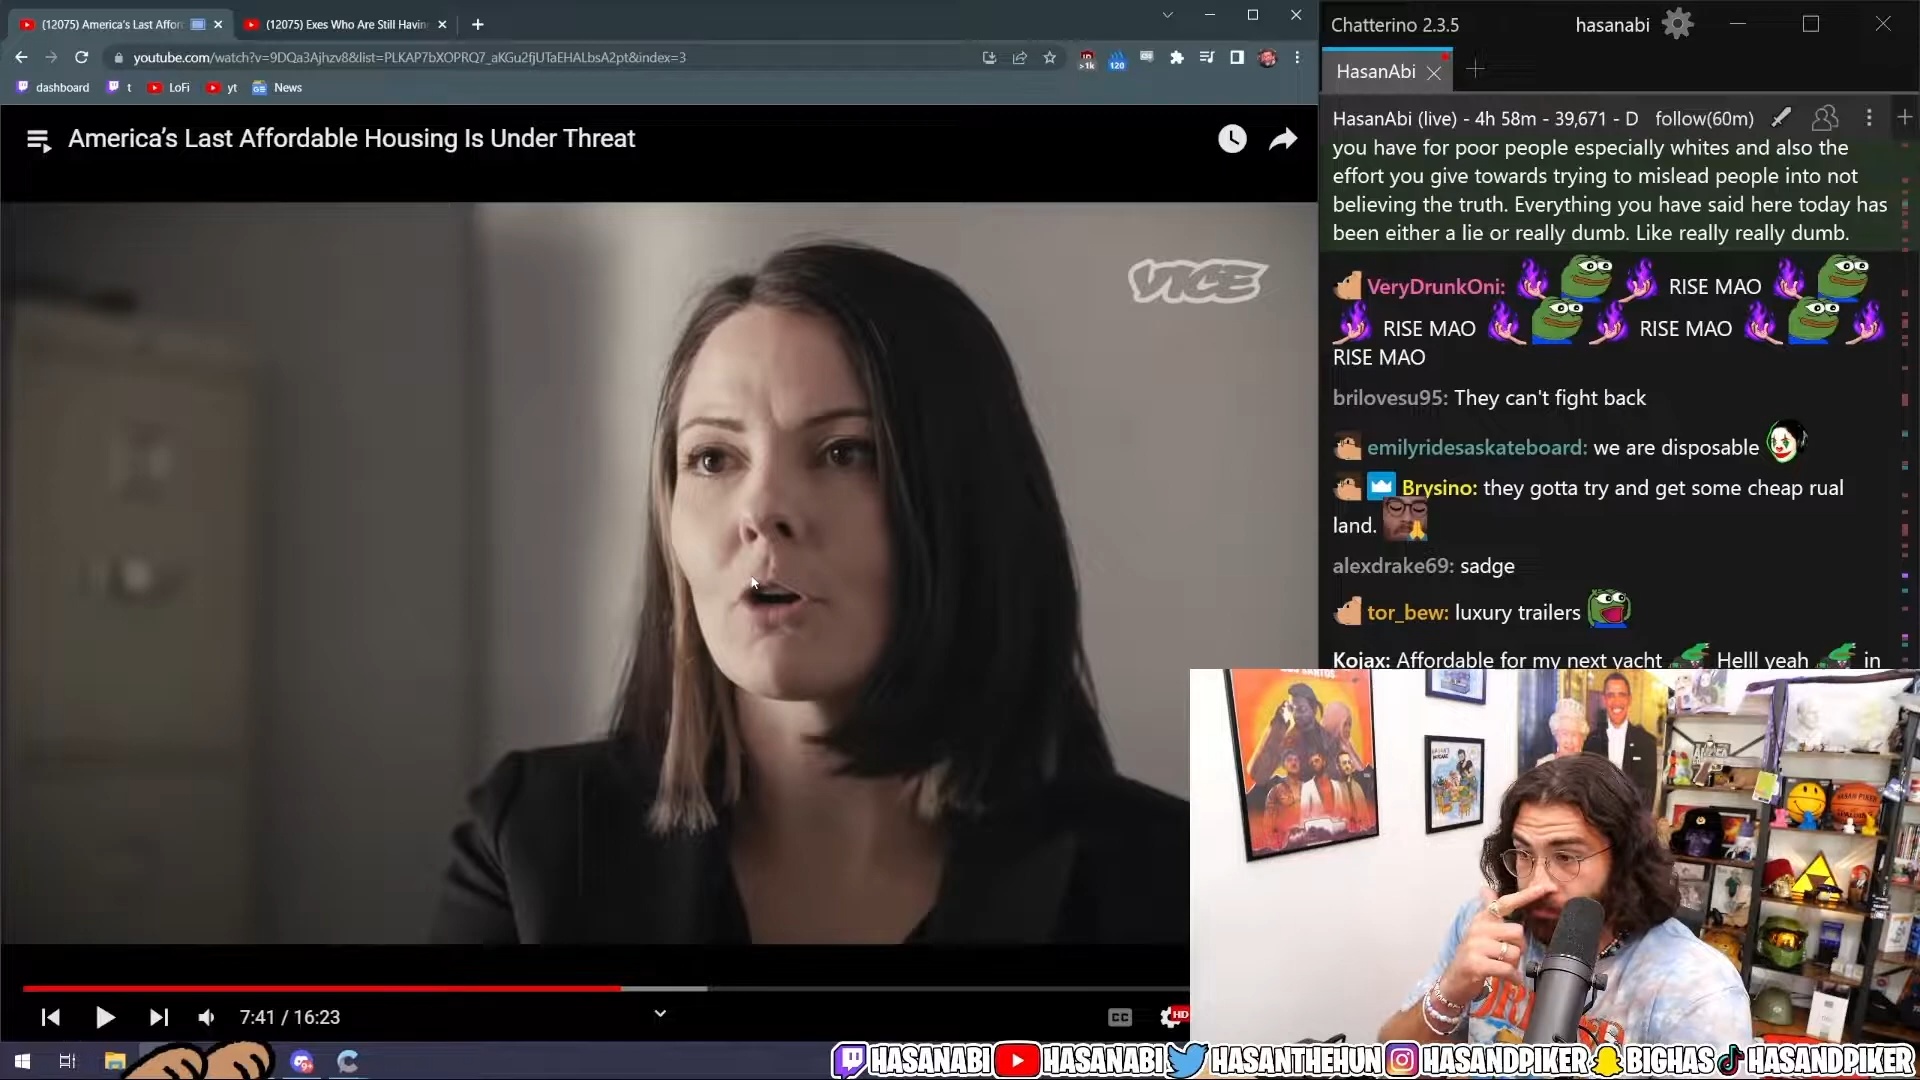 (12075) America's Last Affor
(12075) Exes Who Are Still Havin
Chatterino 2.3.5
hasanabi
youtube.com/watch?v=9DQa3Ajhzv8&list=PLKAP7bXOPRQ7_aKGu2fjUTaEHALbsA2pt&index=3
>1k
120
HasanAbi
dashboard
t
LoFi
yt
News
America's Last Affordable Housing Is Under Threat
HasanAbi (live) - 4h 58m - 39,671 - D
follow(60m)
you have for poor people especially whites and also the
effort you give towards trying to mislead people into not
believing the truth. Everything you have said here today has
been either a lie or really dumb. Like really really dumb.
VICE
VeryDrunkOni: RISE MAO
RISE MAO RISE MAO
RISE MAO
brilovesu95: They can't fight back
emilyridesaskateboard: we are disposable
Brysino: they gotta try and get some cheap rual
land.
alexdrake69: sadge
tor_bew: luxury trailers
Kojax: Affordable for my next yacht Helll yeah in
7:41 / 16:23
CC
HD
HASANABI HASANABI HASANTHEHUN HASANDPIKER BIGHAS HASANDPIKER